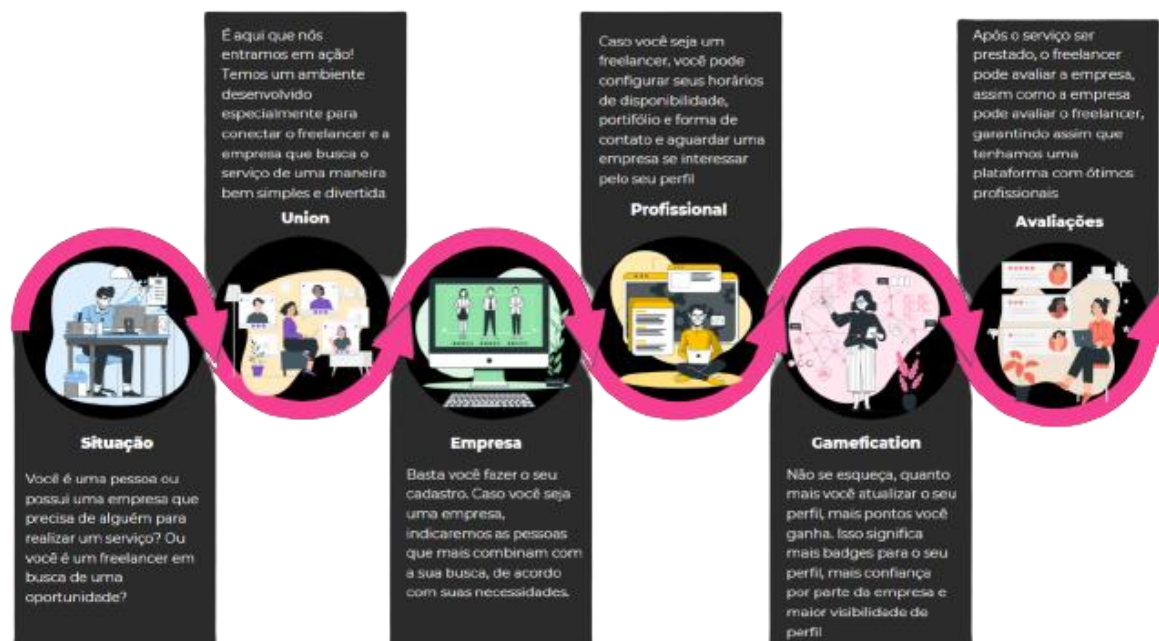 Situação
Você é uma pessoa ou
possui uma empresa que
precisa de alguém para
realizar um serviço? Ou
você é um freelancer em
busca de uma
oportunidade?
É aqui que nós
entramos em ação!
Temos um ambiente
desenvolvido
especialmente para
conectar o freelancer e a
empresa que busca o
serviço de uma maneira
bem simples e divertida
Union
Empresa
Basta você fazer o seu
cadastro. Caso você seja
uma empresa,
indicaremos as pessoas
que mais combinam com
a sua busca, de acordo
com suas necessidades.
Caso você seja um
freelancer, você pode
configurar seus horários
de disponibilidade,
portifólio e forma de
contato e aguardar uma
empresa se interessar
pelo seu perfil
Profissional
Gamefication
Não se esqueça, quanto
mais você atualizar o seu
perfil, mais pontos você
ganha. Isso significa
mais badges para o seu
perfil, mais confiança
por parte da empresa e
maior visibilidade de
perfil
Após o serviço ser
prestado, o freelancer
pode avaliar a empresa,
assim como a empresa
pode avaliar o freelancer,
garantindo assim que
tenhamos uma
plataforma com ótimos
profissionais
Avaliações